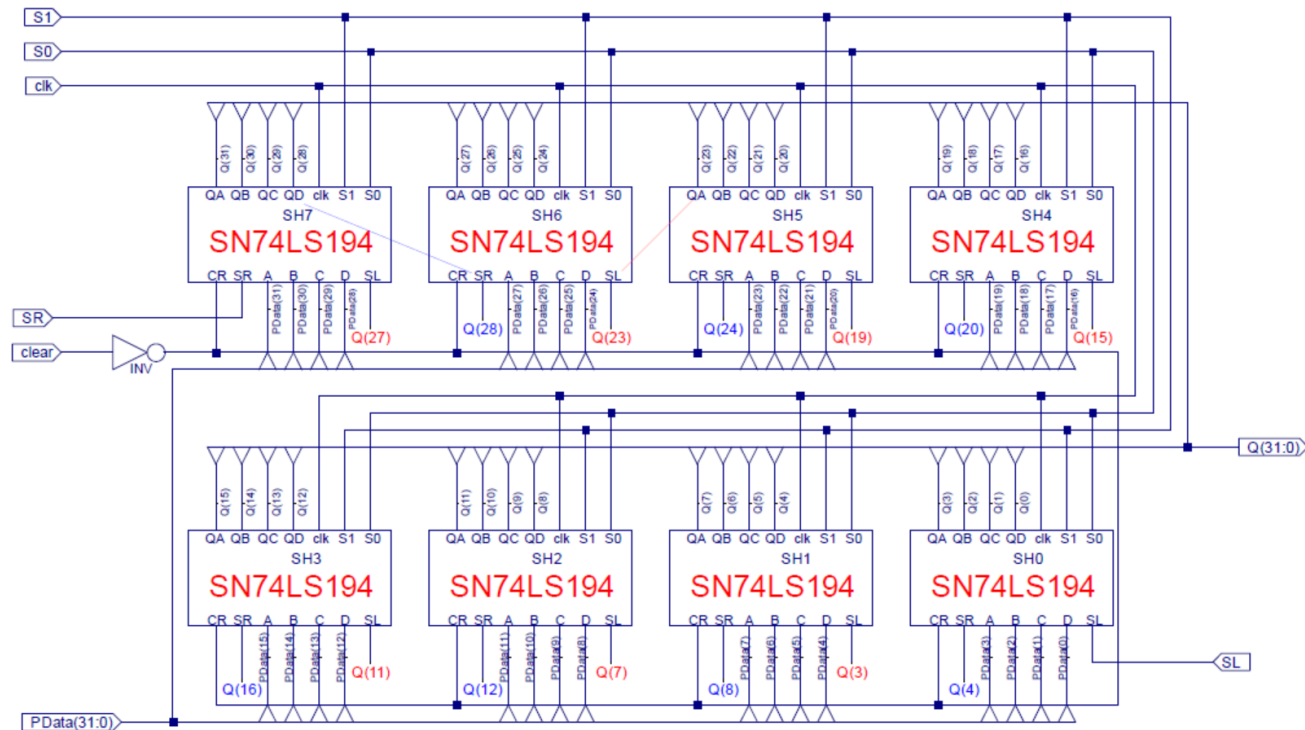 S1
S0
clk
Q(31) Q(30) Q(29) Q(28) Q(27) Q(26) Q(25) Q(24) Q(23) Q(22) Q(21) Q(20) Q(19) Q(18) Q(17) Q(16)
QA QB QC QD clk S1 S0 QA QB QC QD clk S1 S0 QA QB QC QD clk S1 S0 QA QB QC QD clk S1 S0
SH7 SH6 SH5 SH4
SN74LS194 SN74LS194 SN74LS194 SN74LS194
CR SR A B C D SL CR SR A B C D SL CR SR A B C D SL CR SR A B C D SL
PData(31) PData(30) PData(29) PData(28) PData(27) PData(26) PData(25) PData(24) PData(23) PData(22) PData(21) PData(20) PData(19) PData(18) PData(17) PData(16)
SR
Q(28) Q(24) Q(20)
Q(27) Q(23) Q(19) Q(15)
clear
INV
Q(31:0)
Q(15) Q(14) Q(13) Q(12) Q(11) Q(10) Q(9) Q(8) Q(7) Q(6) Q(5) Q(4) Q(3) Q(2) Q(1) Q(0)
QA QB QC QD clk S1 S0 QA QB QC QD clk S1 S0 QA QB QC QD clk S1 S0 QA QB QC QD clk S1 S0
SH3 SH2 SH1 SH0
SN74LS194 SN74LS194 SN74LS194 SN74LS194
CR SR A B C D SL CR SR A B C D SL CR SR A B C D SL CR SR A B C D SL
PData(15) PData(14) PData(13) PData(12) PData(11) PData(10) PData(9) PData(8) PData(7) PData(6) PData(5) PData(4) PData(3) PData(2) PData(1) PData(0)
Q(11) Q(7) Q(3) SL
Q(16) Q(12) Q(8) Q(4)
PData(31:0)